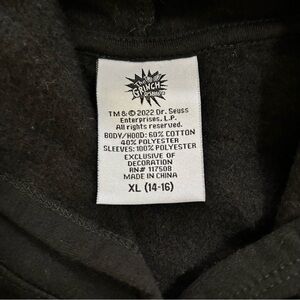 The
GRINCH
TM & © 2022 Dr. Seuss
Enterprises, L.P.
All rights reserved.
BODY/HOOD: 60% COTTON
40% POLYESTER
SLEEVES: 100% POLYESTER
EXCLUSIVE OF
DECORATION
RN# 117508
MADE IN CHINA
XL (14-16)